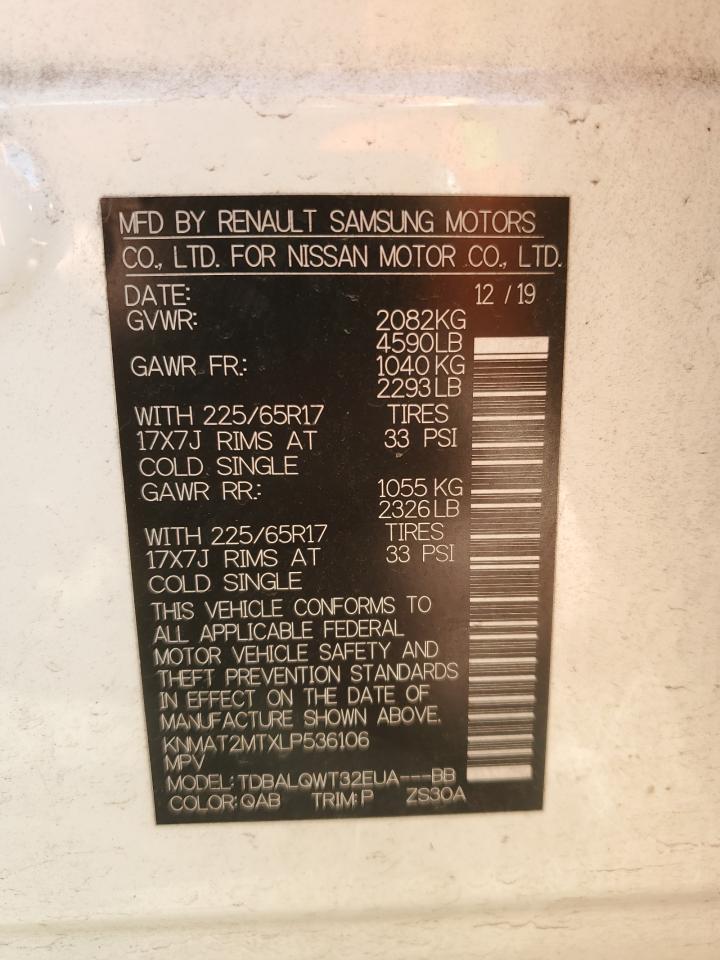 MFD BY RENAULT SAMSUNG MOTORS
CO., LTD. FOR NISSAN MOTOR CO., LTD.
DATE: 12 / 19
GVWR: 2082KG
4590LB
GAWR FR.: 1040 KG
2293 LB
WITH 225/65R17 TIRES
17X7J RIMS AT 33 PSI
COLD SINGLE
GAWR RR.: 1055 KG
2326 LB
WITH 225/65R17 TIRES
17X7J RIMS AT 33 PSI
COLD SINGLE
THIS VEHICLE CONFORMS TO
ALL APPLICABLE FEDERAL
MOTOR VEHICLE SAFETY AND
THEFT PREVENTION STANDARDS
IN EFFECT ON THE DATE OF
MANUFACTURE SHOWN ABOVE.
KNMAT2MTXLP536106
MPV
MODEL: TDBALQWT32EUA---BB
COLOR: QAB TRIM: P ZS30A